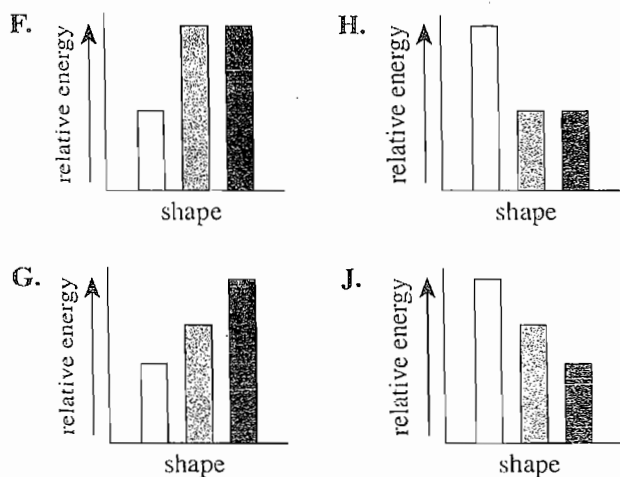 F.
relative energy
shape
G.
relative energy
shape
H.
relative energy
shape
J.
relative energy
shape